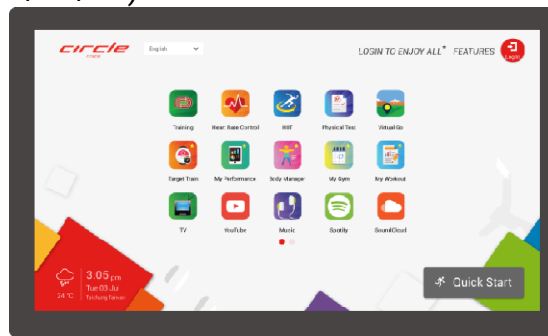 circle
English
LOGIN TO ENJOY ALL* FEATURES
Login
Training
Heart Rate Control
HIIT
Physical Test
Virtual Go
Target Train
My Performance
Body Manager
My Gym
My Workout
TV
YouTube
Music
Spotify
SoundCloud
3:05 pm
Tue 03 Jul
24 °C
Taichung Taiwan
Quick Start